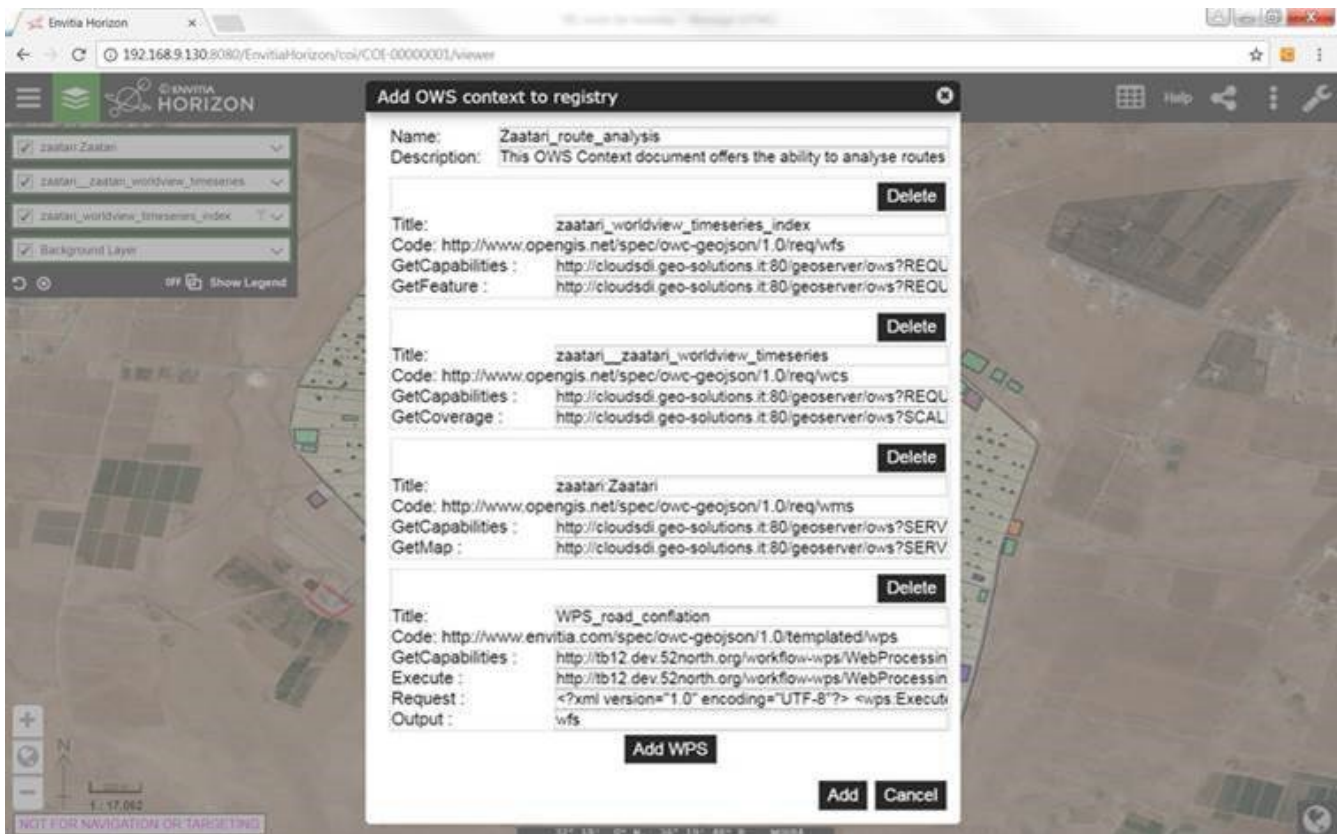 Envitia Horizon
192.168.9.130:8080/EnvitiaHorizon/coi/COI-00000001/viewer
© ENVITIA
HORIZON
Help
zaatari:Zaatari
zaatari__zaatari_worldview_timeseries
zaatari_worldview_timeseries_index
Background Layer
OFF Show Legend
Add OWS context to registry
Name: Zaatari_route_analysis
Description: This OWS Context document offers the ability to analyse routes
Delete
Title: zaatari_worldview_timeseries_index
Code: http://www.opengis.net/spec/owc-geojson/1.0/req/wfs
GetCapabilities : http://cloudsdi.geo-solutions.it:80/geoserver/ows?REQU
GetFeature : http://cloudsdi.geo-solutions.it:80/geoserver/ows?REQU
Delete
Title: zaatari__zaatari_worldview_timeseries
Code: http://www.opengis.net/spec/owc-geojson/1.0/req/wcs
GetCapabilities : http://cloudsdi.geo-solutions.it:80/geoserver/ows?REQU
GetCoverage : http://cloudsdi.geo-solutions.it:80/geoserver/ows?SCAL
Delete
Title: zaatari:Zaatari
Code: http://www.opengis.net/spec/owc-geojson/1.0/req/wms
GetCapabilities : http://cloudsdi.geo-solutions.it:80/geoserver/ows?SERV
GetMap : http://cloudsdi.geo-solutions.it:80/geoserver/ows?SERV
Delete
Title: WPS_road_conflation
Code: http://www.envitia.com/spec/owc-geojson/1.0/templated/wps
GetCapabilities : http://tb12.dev.52north.org/workflow-wps/WebProcessin
Execute : http://tb12.dev.52north.org/workflow-wps/WebProcessin
Request : <?xml version="1.0" encoding="UTF-8"?> <wps:Execute
Output : wfs
Add WPS
Add Cancel
N
1 : 17,062
NOT FOR NAVIGATION OR TARGETING